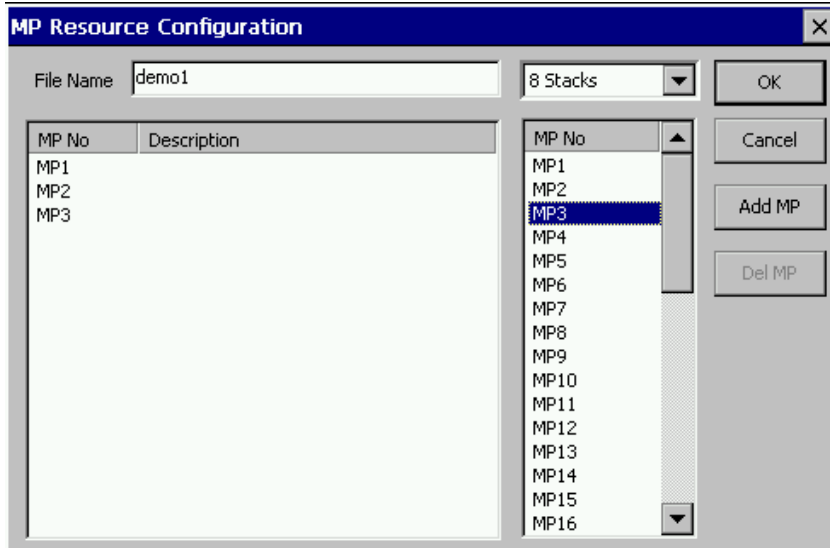 MP Resource Configuration
File Name demo1 8 Stacks OK
MP No Description
MP1
MP2
MP3
MP No
MP1
MP2
MP3
MP4
MP5
MP6
MP7
MP8
MP9
MP10
MP11
MP12
MP13
MP14
MP15
MP16
Cancel
Add MP
Del MP